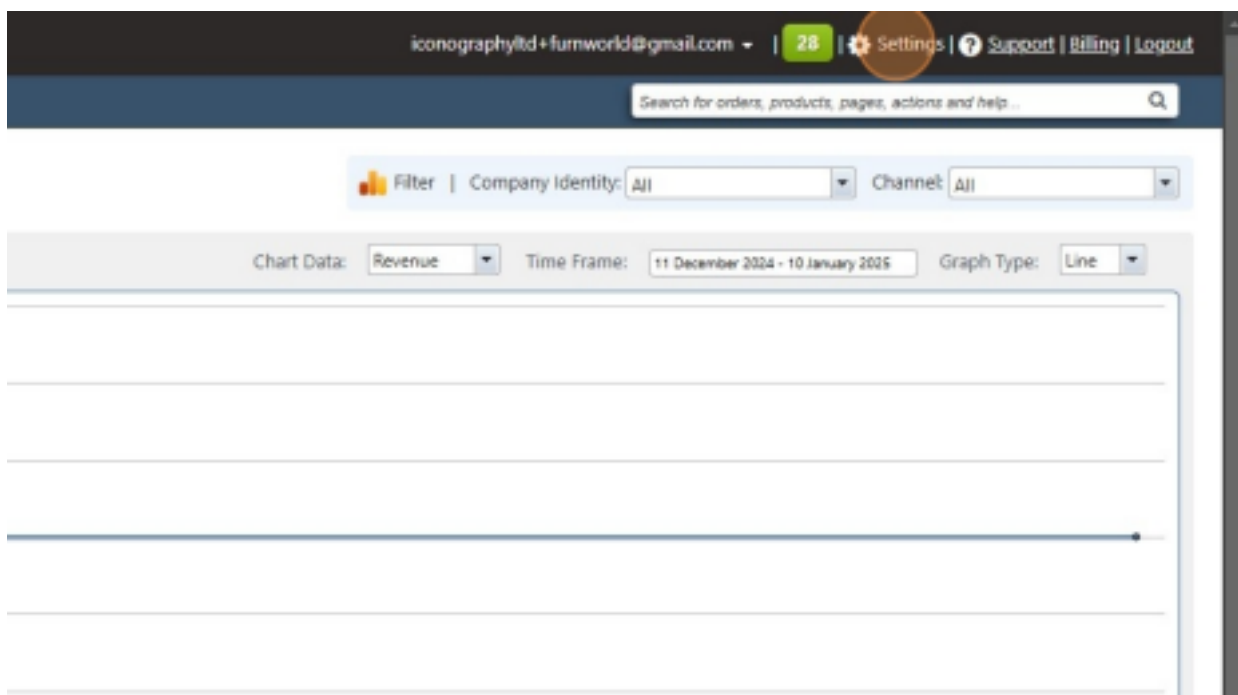 iconographyltd+furnworld@gmail.com | 28 | Settings | Support | Billing | Logout
Search for orders, products, pages, actions and help...
Filter | Company Identity: All Channel: All
Chart Data: Revenue Time Frame: 11 December 2024 - 10 January 2025 Graph Type: Line